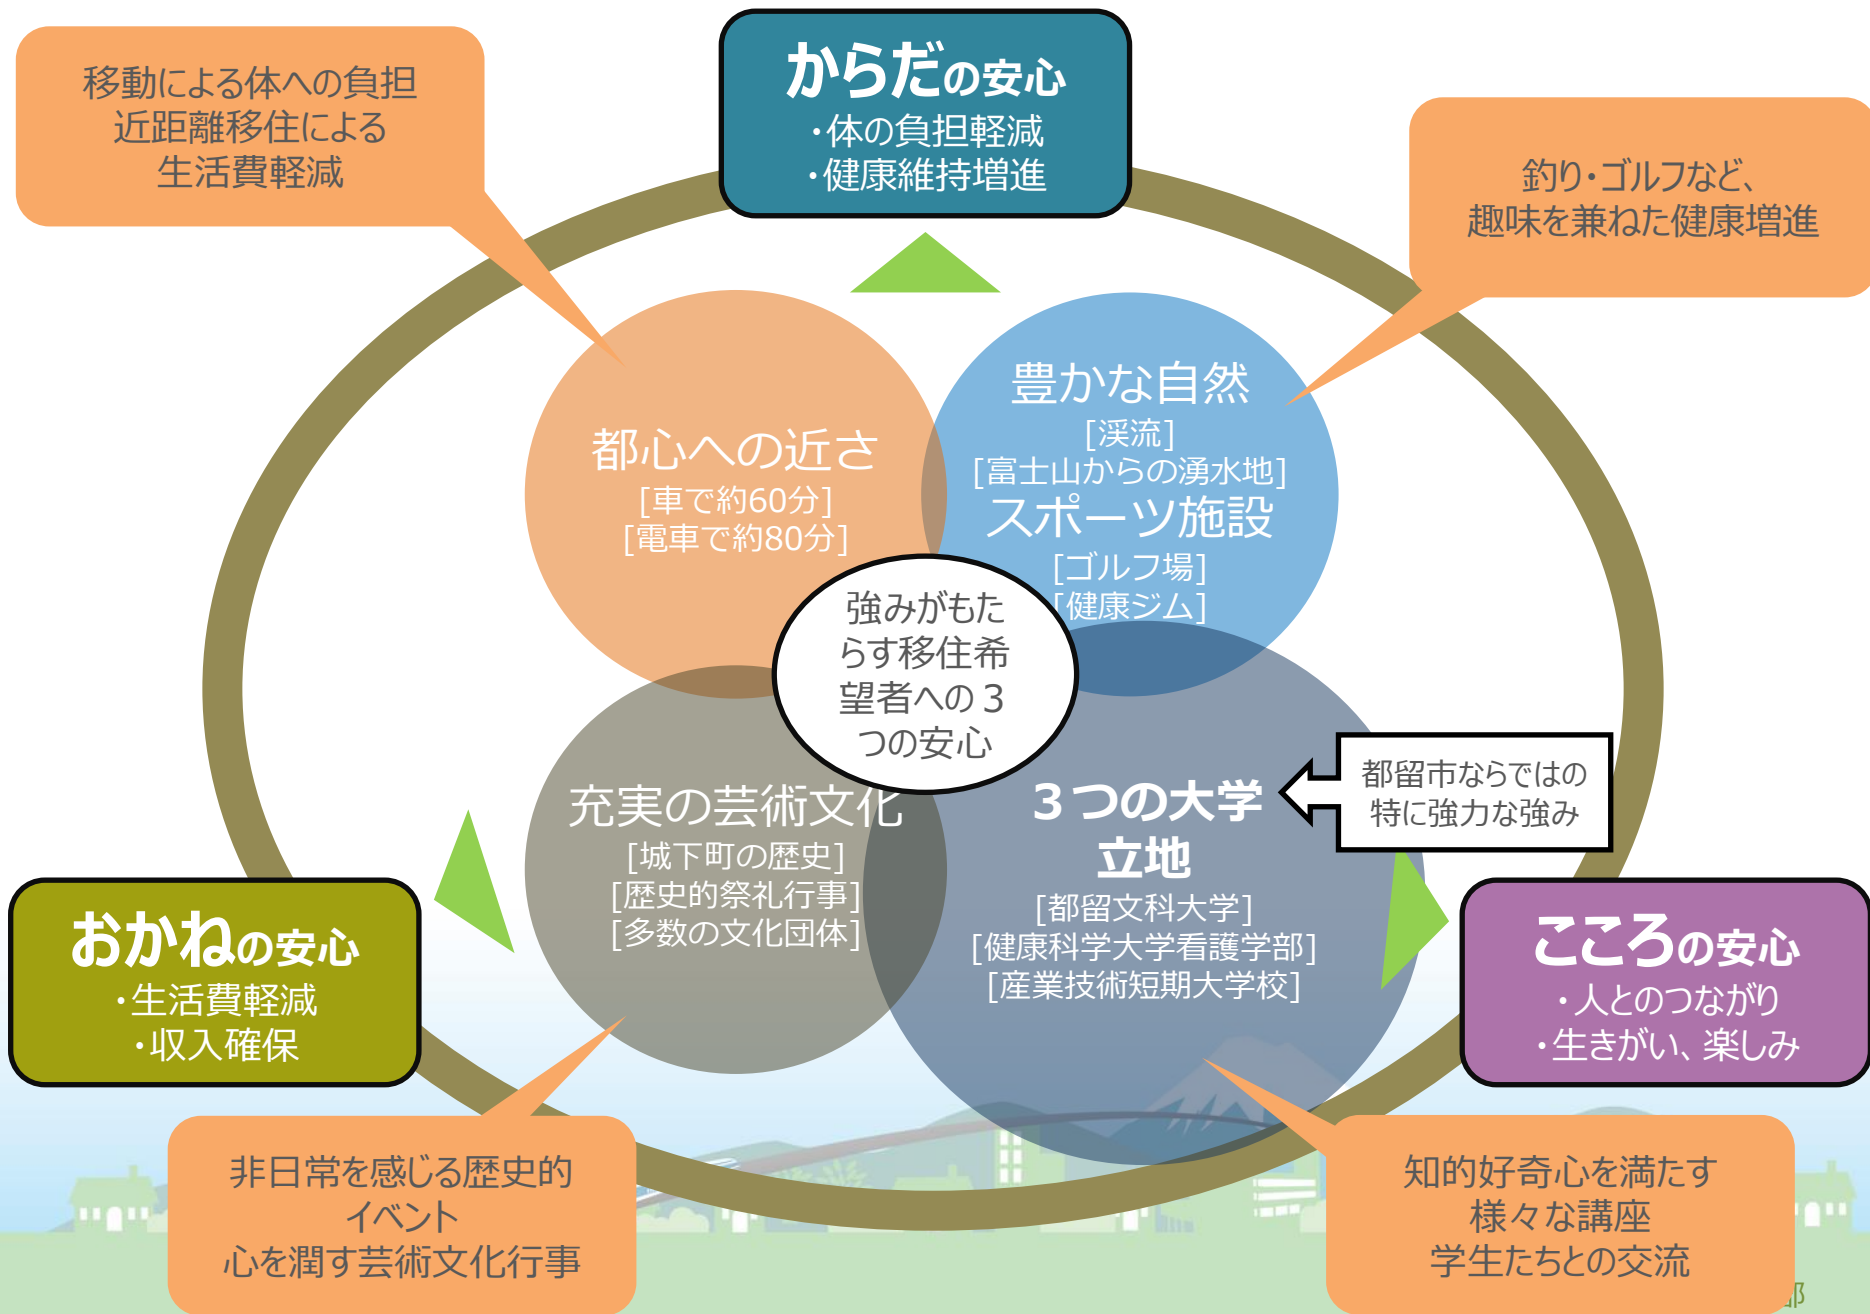 からだの安心
・体の負担軽減
・健康維持増進
移動による体への負担
近距離移住による
生活費軽減
釣り・ゴルフなど、
趣味を兼ねた健康増進
都心への近さ
[車で約60分]
[電車で約80分]
豊かな自然
[渓流]
[富士山からの湧水地]
スポーツ施設
[ゴルフ場]
[健康ジム]
強みがもた
らす移住希
望者への３
つの安心
充実の芸術文化
[城下町の歴史]
[歴史的祭礼行事]
[多数の文化団体]
３つの大学
立地
[都留文科大学]
[健康科学大学看護学部]
[産業技術短期大学校]
都留市ならではの
特に強力な強み
おかねの安心
・生活費軽減
・収入確保
こころの安心
・人とのつながり
・生きがい、楽しみ
非日常を感じる歴史的
イベント
心を潤す芸術文化行事
知的好奇心を満たす
様々な講座
学生たちとの交流